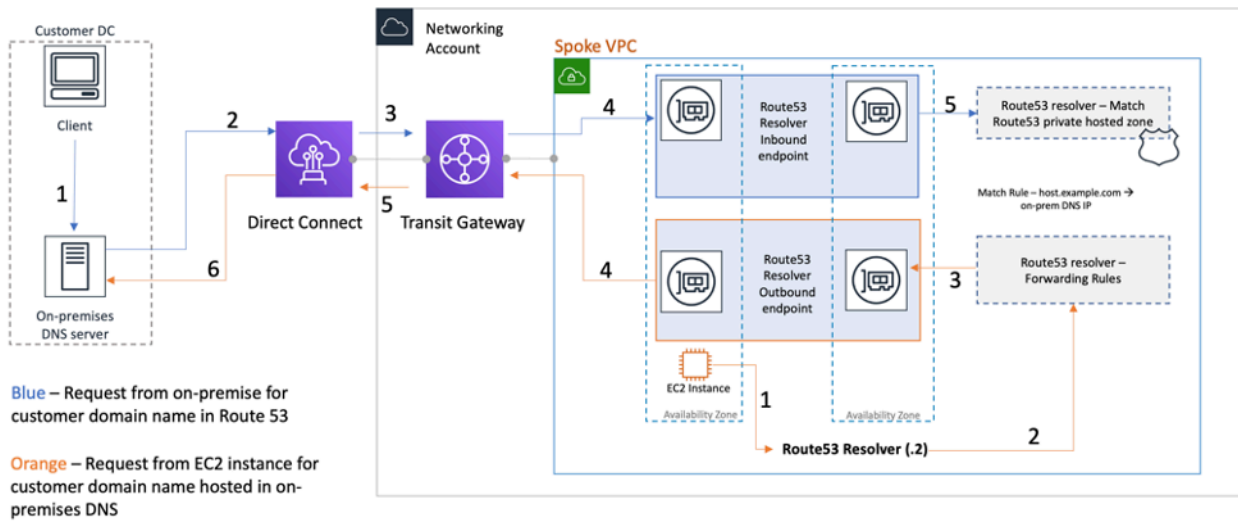 Customer DC
Client
1
On-premises
DNS server
2
6
Direct Connect
3
5
Transit Gateway
Networking
Account
Spoke VPC
4
4
Route53
Resolver
Inbound
endpoint
5
Route53 resolver – Match
Route53 private hosted zone
Match Rule – host.example.com →
on-prem DNS IP
Route53
Resolver
Outbound
endpoint
3
Route53 resolver –
Forwarding Rules
EC2 Instance
1
Availability Zone
Availability Zone
Route53 Resolver (.2)
2
Blue – Request from on-premise for
customer domain name in Route 53
Orange – Request from EC2 instance for
customer domain name hosted in on-
premises DNS